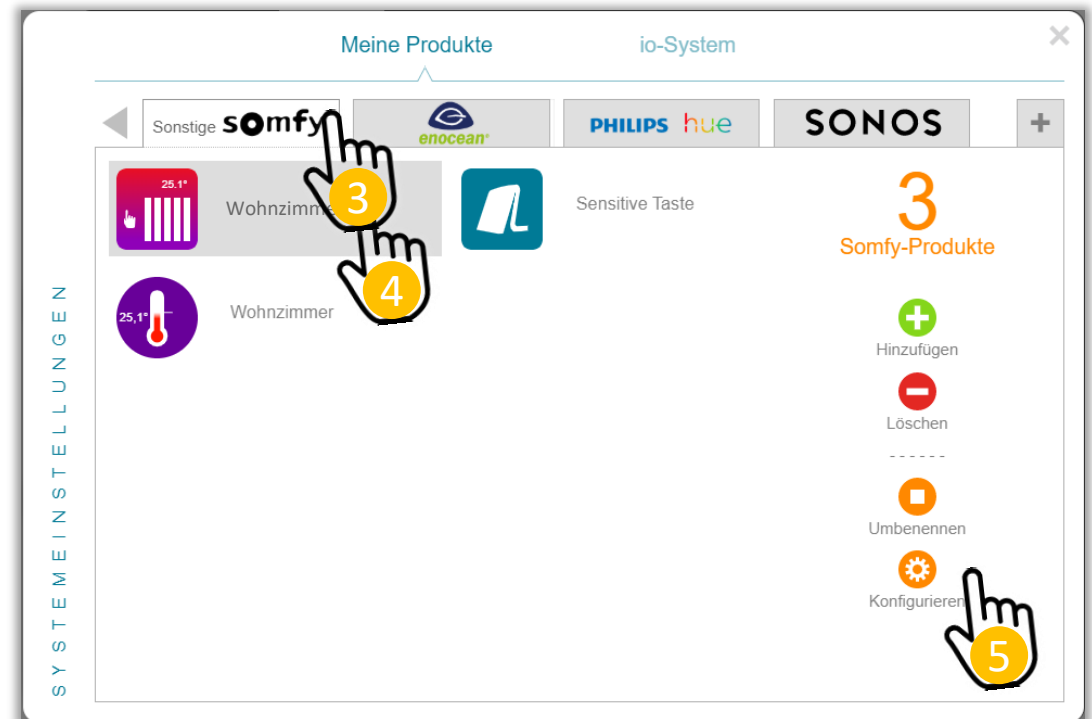 Meine Produkte
io-System
Sonstige somfy
enocean
PHILIPS hue
SONOS
+
25.1°
Wohnzimme
3
Sensitive Taste
3
Somfy-Produkte
4
25,1°
Wohnzimmer
Hinzufügen
Löschen
------
Umbenennen
Konfigurieren
5
SYSTEMEINSTELLUNGEN